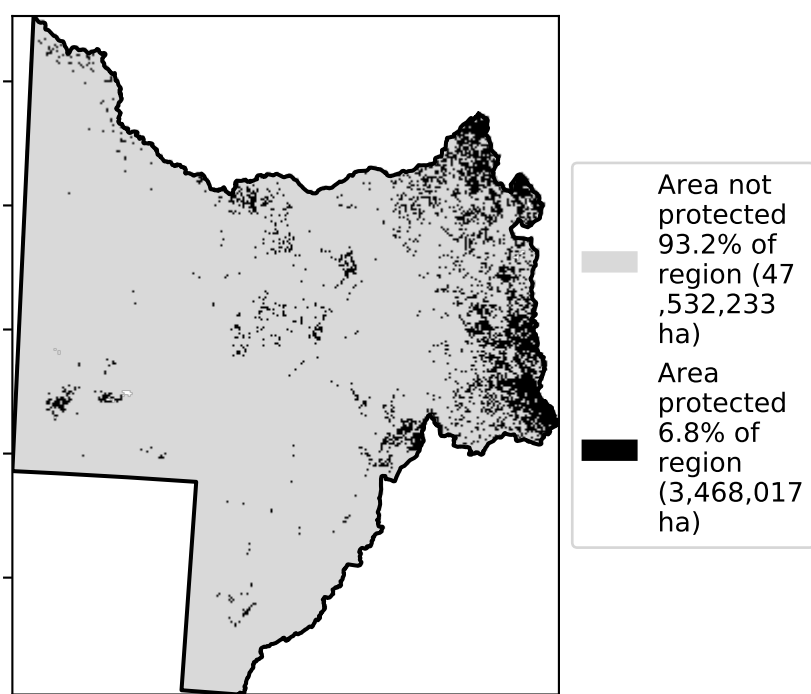 Area not
protected
93.2% of
region (47
,532,233
ha)
Area
protected
6.8% of
region
(3,468,017
ha)